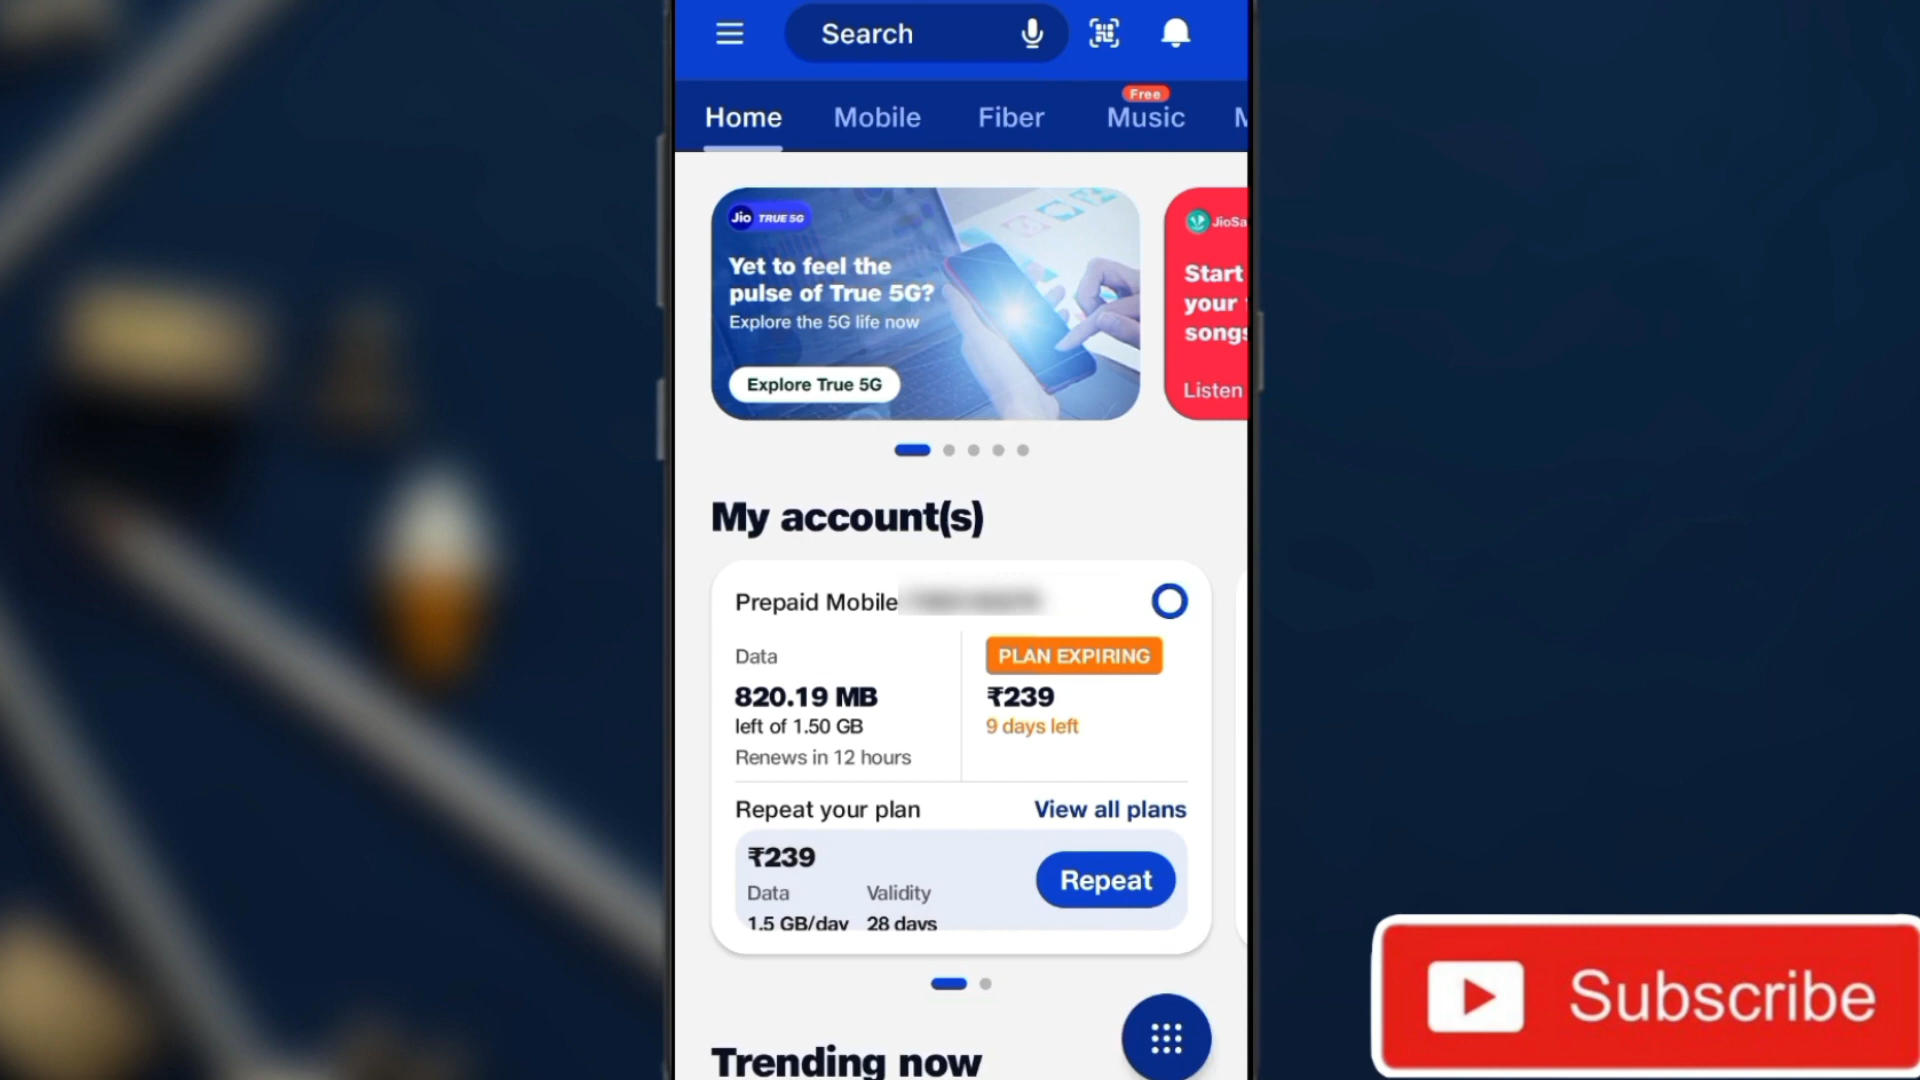 Search
Home
Mobile
Fiber
Free
Music
Jio TRUE 5G
Yet to feel the
pulse of True 5G?
Explore the 5G life now
Explore True 5G
JioSa
Start
your
songs
Listen
My account(s)
Prepaid Mobile
Data
820.19 MB
left of 1.50 GB
Renews in 12 hours
PLAN EXPIRING
₹239
9 days left
Repeat your plan
View all plans
₹239
Data
Validity
1.5 GB/day
28 days
Repeat
Trending now
Subscribe